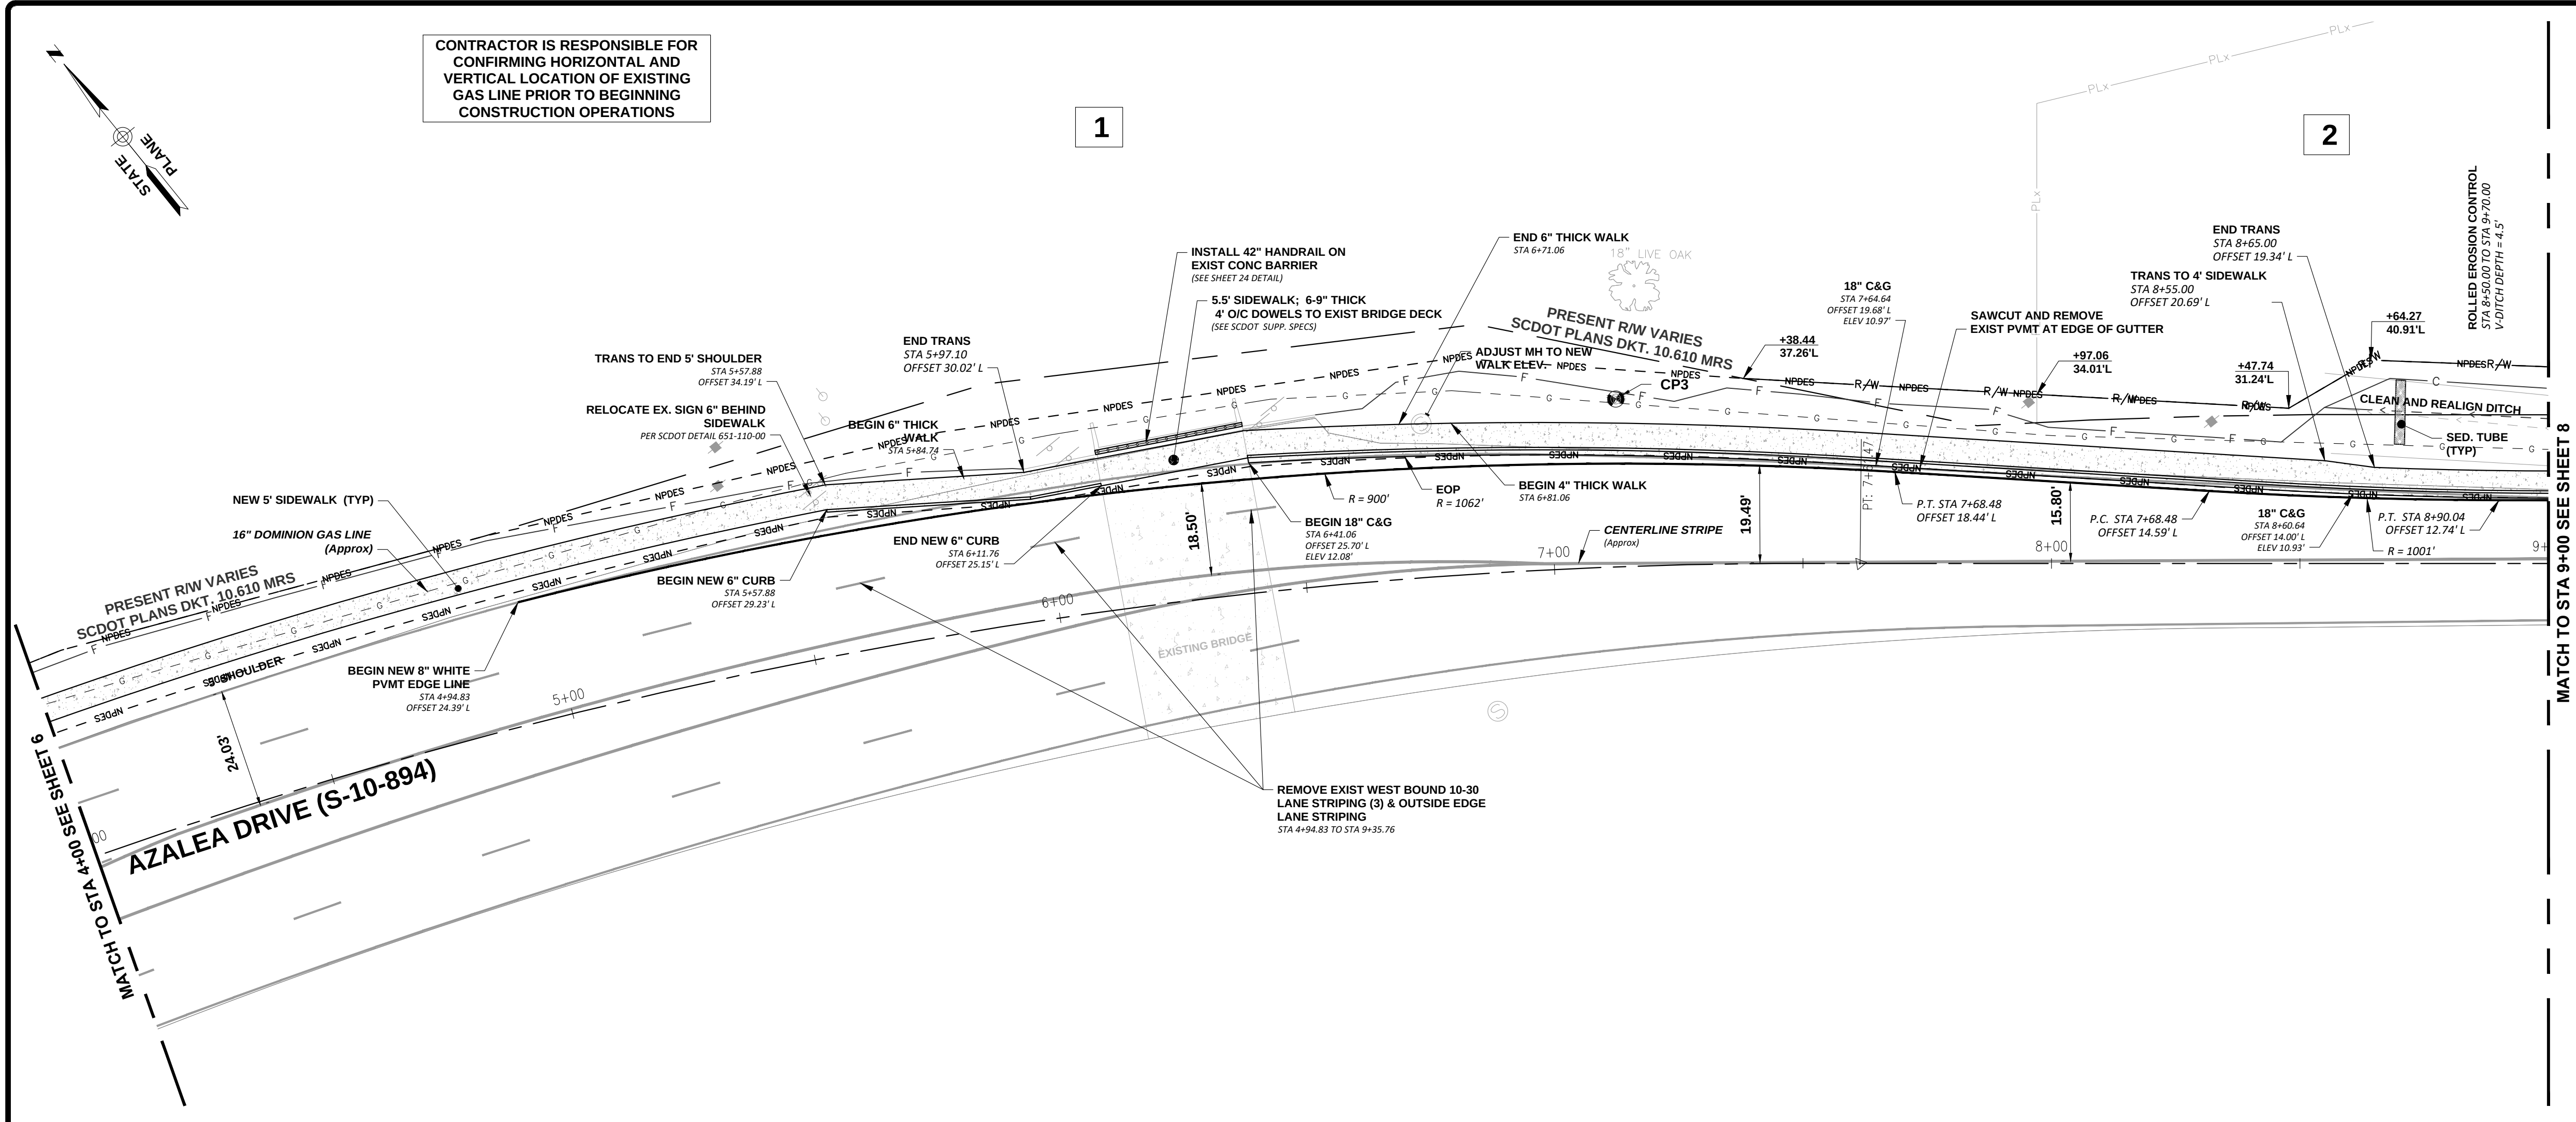 CONTRACTOR IS RESPONSIBLE FOR
CONFIRMING HORIZONTAL AND
VERTICAL LOCATION OF EXISTING
GAS LINE PRIOR TO BEGINNING
CONSTRUCTION OPERATIONS
N
STATE
PLANE
1
2
PLx
PLx
PLx
PLx
ROLLED EROSION CONTROL
STA 8+50.00 TO STA 9+70.00
V-DITCH DEPTH = 4.5'
END TRANS
STA 8+65.00
OFFSET 19.34' L
TRANS TO 4' SIDEWALK
STA 8+55.00
OFFSET 20.69' L
+64.27
40.91'L
+47.74
31.24'L
+97.06
34.01'L
+38.44
37.26'L
18" C&G
STA 7+64.64
OFFSET 19.68' L
ELEV 10.97'
SAWCUT AND REMOVE
EXIST PVMT AT EDGE OF GUTTER
END 6" THICK WALK
STA 6+71.06
18" LIVE OAK
PRESENT R/W VARIES
SCDOT PLANS DKT. 10.610 MRS
ADJUST MH TO NEW
WALK ELEV.
CP3
INSTALL 42" HANDRAIL ON
EXIST CONC BARRIER
(SEE SHEET 24 DETAIL)
5.5' SIDEWALK; 6-9" THICK
4' O/C DOWELS TO EXIST BRIDGE DECK
(SEE SCDOT SUPP. SPECS)
END TRANS
STA 5+97.10
OFFSET 30.02' L
TRANS TO END 5' SHOULDER
STA 5+57.88
OFFSET 34.19' L
RELOCATE EX. SIGN 6" BEHIND
SIDEWALK
PER SCDOT DETAIL 651-110-00
BEGIN 6" THICK
WALK
STA 5+84.74
NEW 5' SIDEWALK (TYP)
16" DOMINION GAS LINE
(Approx)
PRESENT R/W VARIES
SCDOT PLANS DKT. 10.610 MRS
5' SHOULDER
BEGIN NEW 8" WHITE
PVMT EDGE LINE
STA 4+94.83
OFFSET 24.39' L
BEGIN NEW 6" CURB
STA 5+57.88
OFFSET 29.23' L
END NEW 6" CURB
STA 6+11.76
OFFSET 25.15' L
18.50'
BEGIN 18" C&G
STA 6+41.06
OFFSET 25.70' L
ELEV 12.08'
R = 900'
EOP
R = 1062'
BEGIN 4" THICK WALK
STA 6+81.06
CENTERLINE STRIPE
(Approx)
19.49'
P.T. STA 7+68.48
OFFSET 18.44' L
15.80'
P.C. STA 7+68.48
OFFSET 14.59' L
18" C&G
STA 8+60.64
OFFSET 14.00' L
ELEV 10.93'
P.T. STA 8+90.04
OFFSET 12.74' L
R = 1001'
CLEAN AND REALIGN DITCH
SED. TUBE
(TYP)
NPDES
R/W
F
G
C
5+00
6+00
7+00
8+00
9+
00
24.03'
EXISTING BRIDGE
S
REMOVE EXIST WEST BOUND 10-30
LANE STRIPING (3) & OUTSIDE EDGE
LANE STRIPING
STA 4+94.83 TO STA 9+35.76
AZALEA DRIVE (S-10-894)
MATCH TO STA 4+00 SEE SHEET 6
MATCH TO STA 9+00 SEE SHEET 8